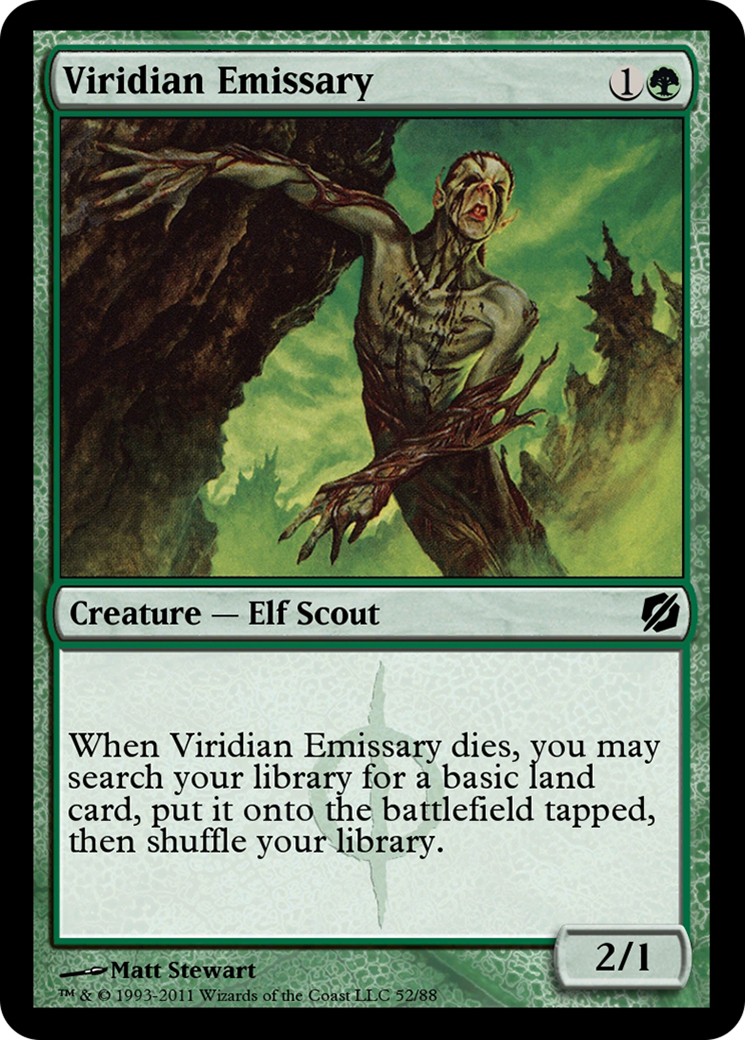 Viridian Emissary 1
Creature — Elf Scout
When Viridian Emissary dies, you may
search your library for a basic land
card, put it onto the battlefield tapped,
then shuffle your library.
2/1
Matt Stewart
™ & © 1993-2011 Wizards of the Coast LLC 52/88